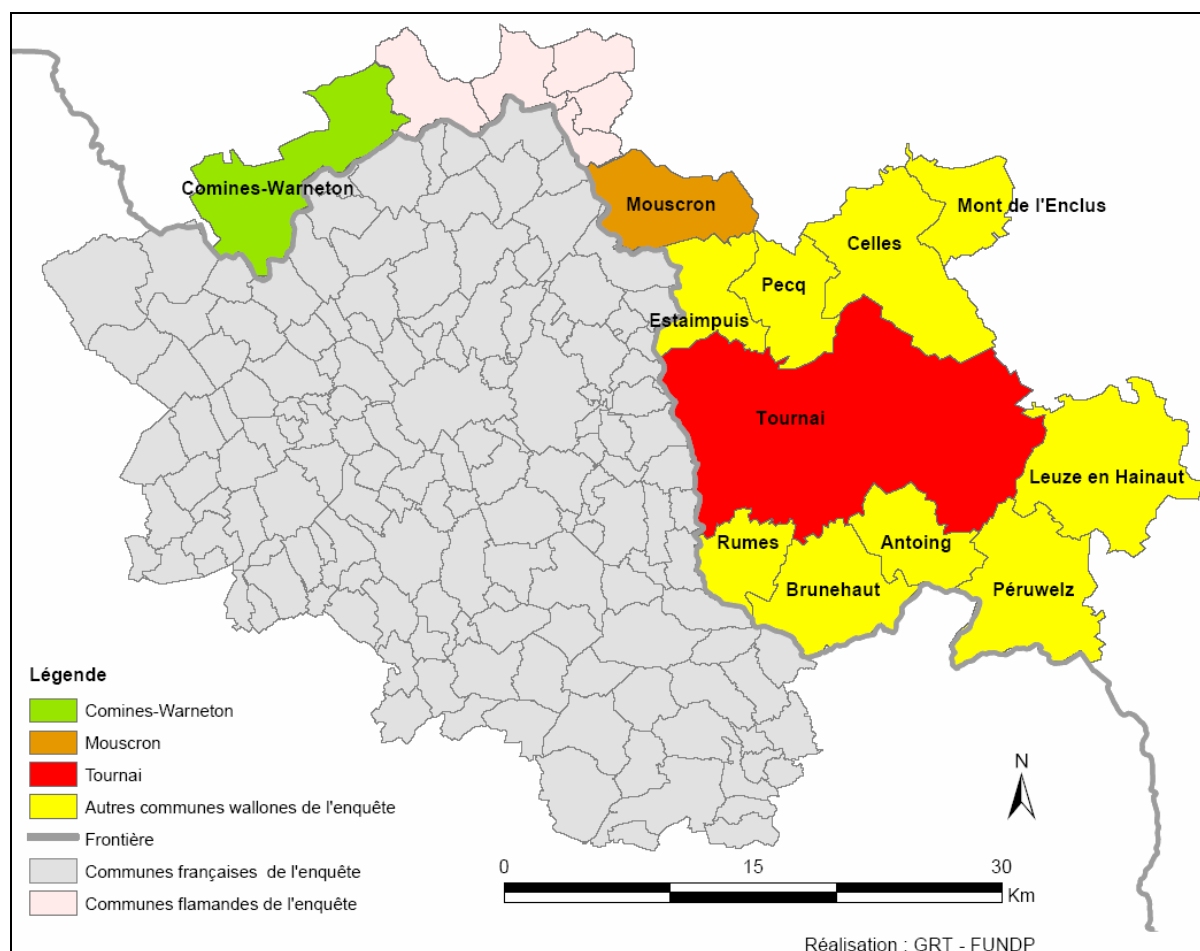 Comines-Warneton
Mouscron
Mont de l'Enclus
Celles
Pecq
Estaimpuis
Tournai
Leuze en Hainaut
Rumes
Antoing
Brunehaut
Péruwelz
Légende
Comines-Warneton
Mouscron
Tournai
Autres communes wallones de l'enquête
Frontière
Communes françaises de l'enquête
Communes flamandes de l'enquête
N
0 15 30
Km
Réalisation : GRT - FUNDP